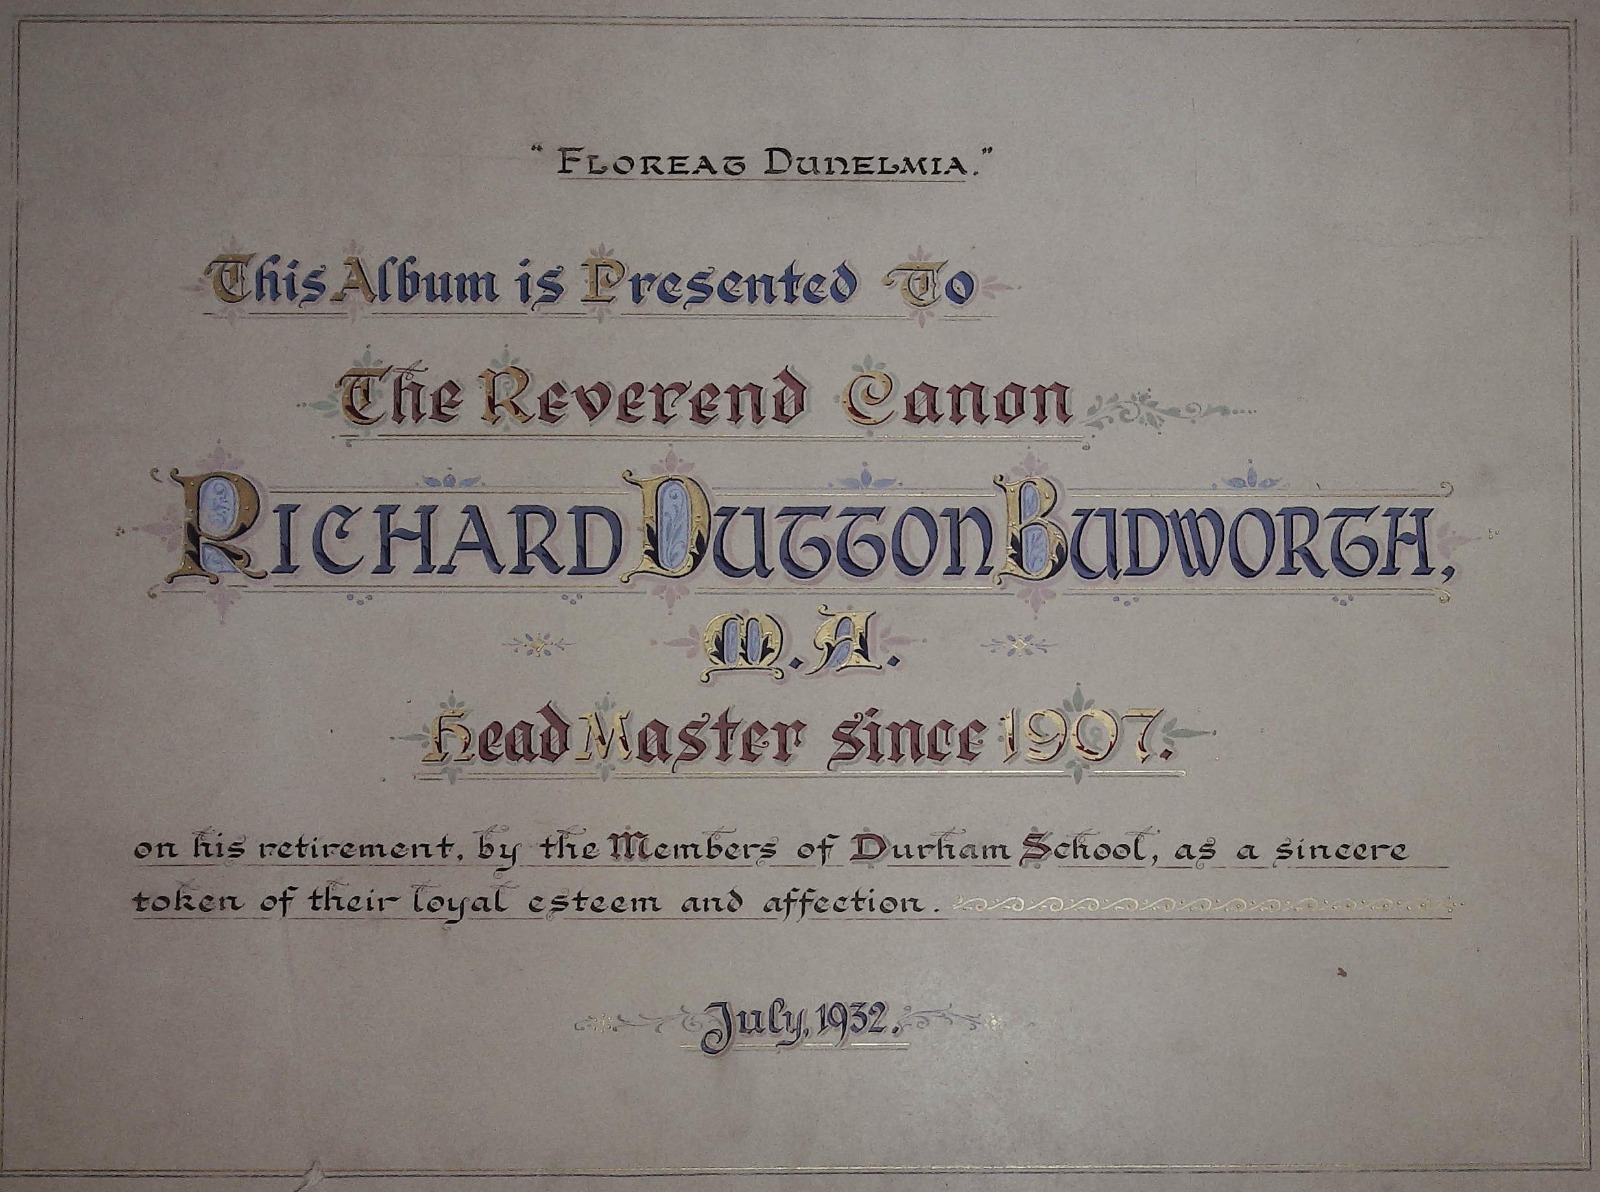 "FLOREAT DUNELMIA."
This Album is Presented To
The Reverend Canon
RICHARD DUTTON BUDWORTH,
M.A.
Head Master since 1907.
on his retirement, by the Members of Durham School, as a sincere
token of their loyal esteem and affection.
July, 1932.